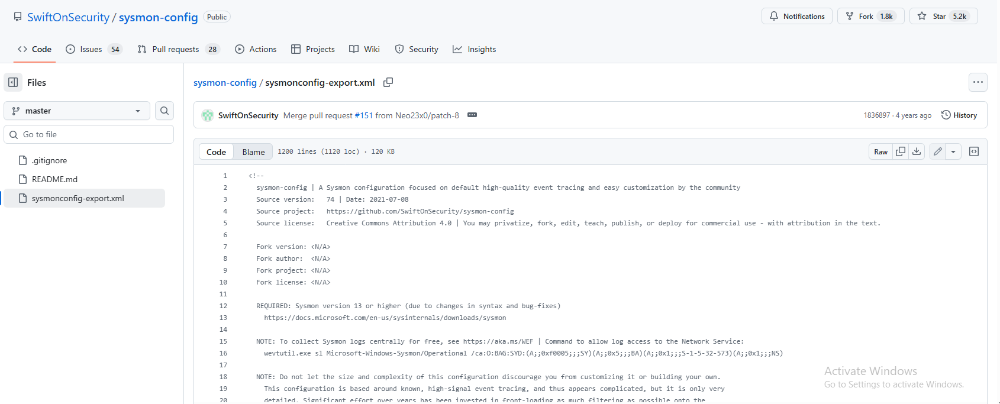 SwiftOnSecurity / sysmon-config Public
Notifications Fork 1.8k Star 5.2k
Code Issues 54 Pull requests 28 Actions Projects Wiki Security Insights
Files
master
Go to file
.gitignore
README.md
sysmonconfig-export.xml
sysmon-config / sysmonconfig-export.xml
SwiftOnSecurity Merge pull request #151 from Neo23x0/patch-8
1836897 · 4 years ago History
Code Blame 1200 lines (1120 loc) · 120 KB
Raw
1 <!--
2 sysmon-config | A Sysmon configuration focused on default high-quality event tracing and easy customization by the community
3 Source version: 74 | Date: 2021-07-08
4 Source project: https://github.com/SwiftOnSecurity/sysmon-config
5 Source license: Creative Commons Attribution 4.0 | You may privatize, fork, edit, teach, publish, or deploy for commercial use - with attribution in the text.
6
7 Fork version: <N/A>
8 Fork author: <N/A>
9 Fork project: <N/A>
10 Fork license: <N/A>
11
12 REQUIRED: Sysmon version 13 or higher (due to changes in syntax and bug-fixes)
13 https://docs.microsoft.com/en-us/sysinternals/downloads/sysmon
14
15 NOTE: To collect Sysmon logs centrally for free, see https://aka.ms/WEF | Command to allow log access to the Network Service:
16 wevtutil.exe sl Microsoft-Windows-Sysmon/Operational /ca:O:BAG:SYD:(A;;0xf0005;;;SY)(A;;0x5;;;BA)(A;;0x1;;;S-1-5-32-573)(A;;0x1;;;NS)
17
18 NOTE: Do not let the size and complexity of this configuration discourage you from customizing it or building your own.
19 This configuration is based around known, high-signal event tracing, and thus appears complicated, but it is only very
20 detailed. Significant effort over years has been invested in front-loading as much filtering as possible onto the
Activate Windows
Go to Settings to activate Windows.